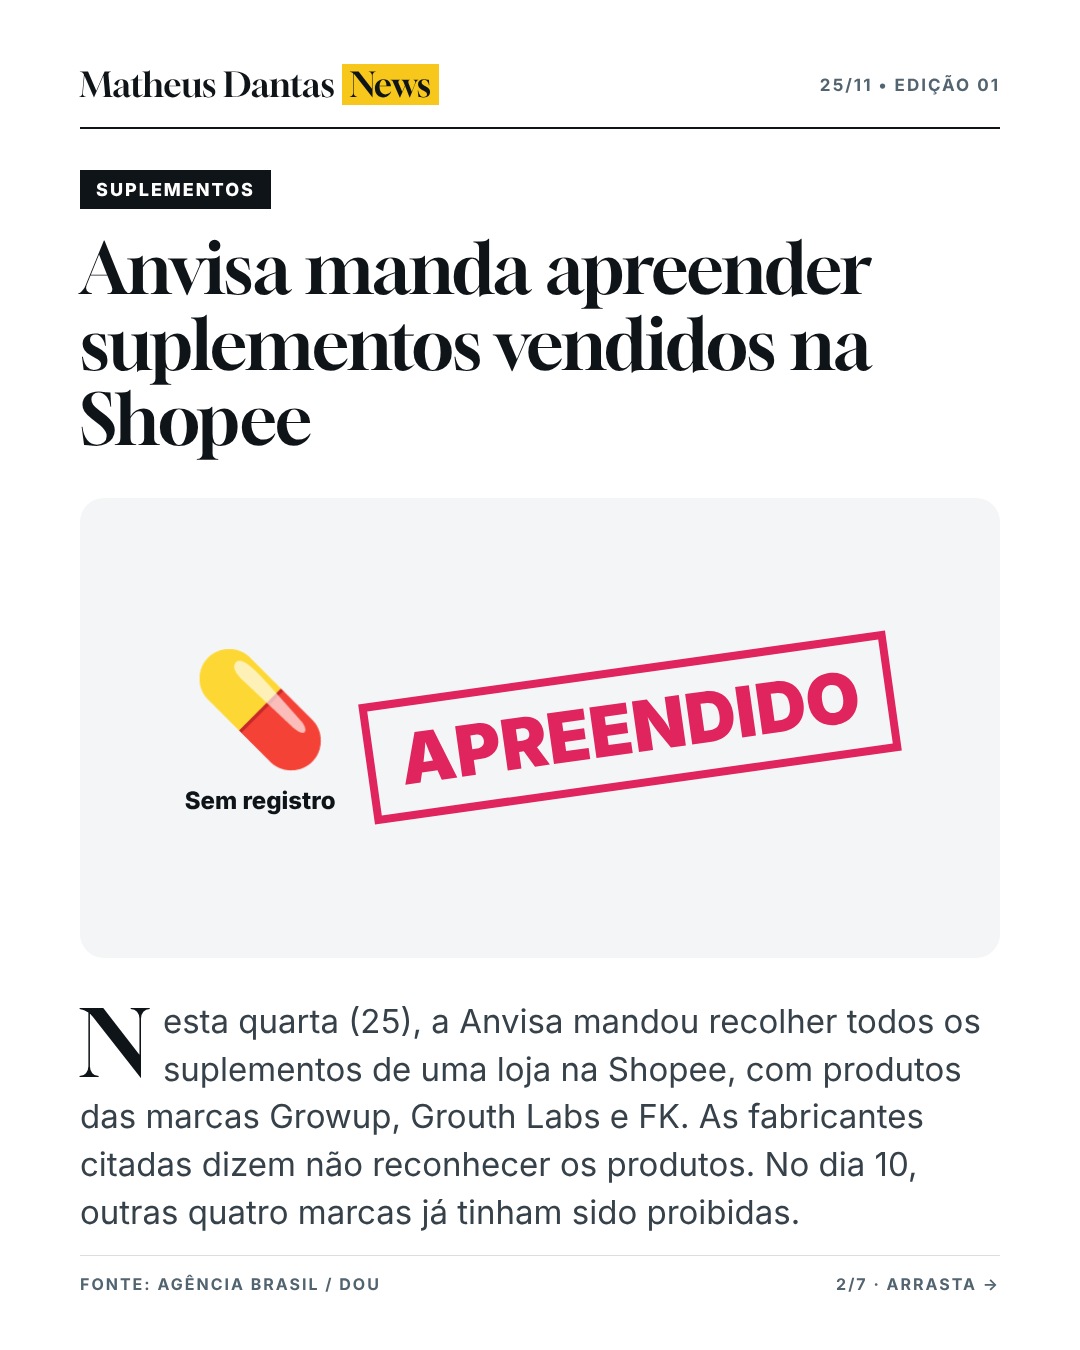 Matheus Dantas News
25/11 • EDIÇÃO 01
SUPLEMENTOS
Anvisa manda apreender
suplementos vendidos na
Shopee
APREENDIDO
Sem registro
Nesta quarta (25), a Anvisa mandou recolher todos os
suplementos de uma loja na Shopee, com produtos
das marcas Growup, Grouth Labs e FK. As fabricantes
citadas dizem não reconhecer os produtos. No dia 10,
outras quatro marcas já tinham sido proibidas.
FONTE: AGÊNCIA BRASIL / DOU
2/7 · ARRASTA →